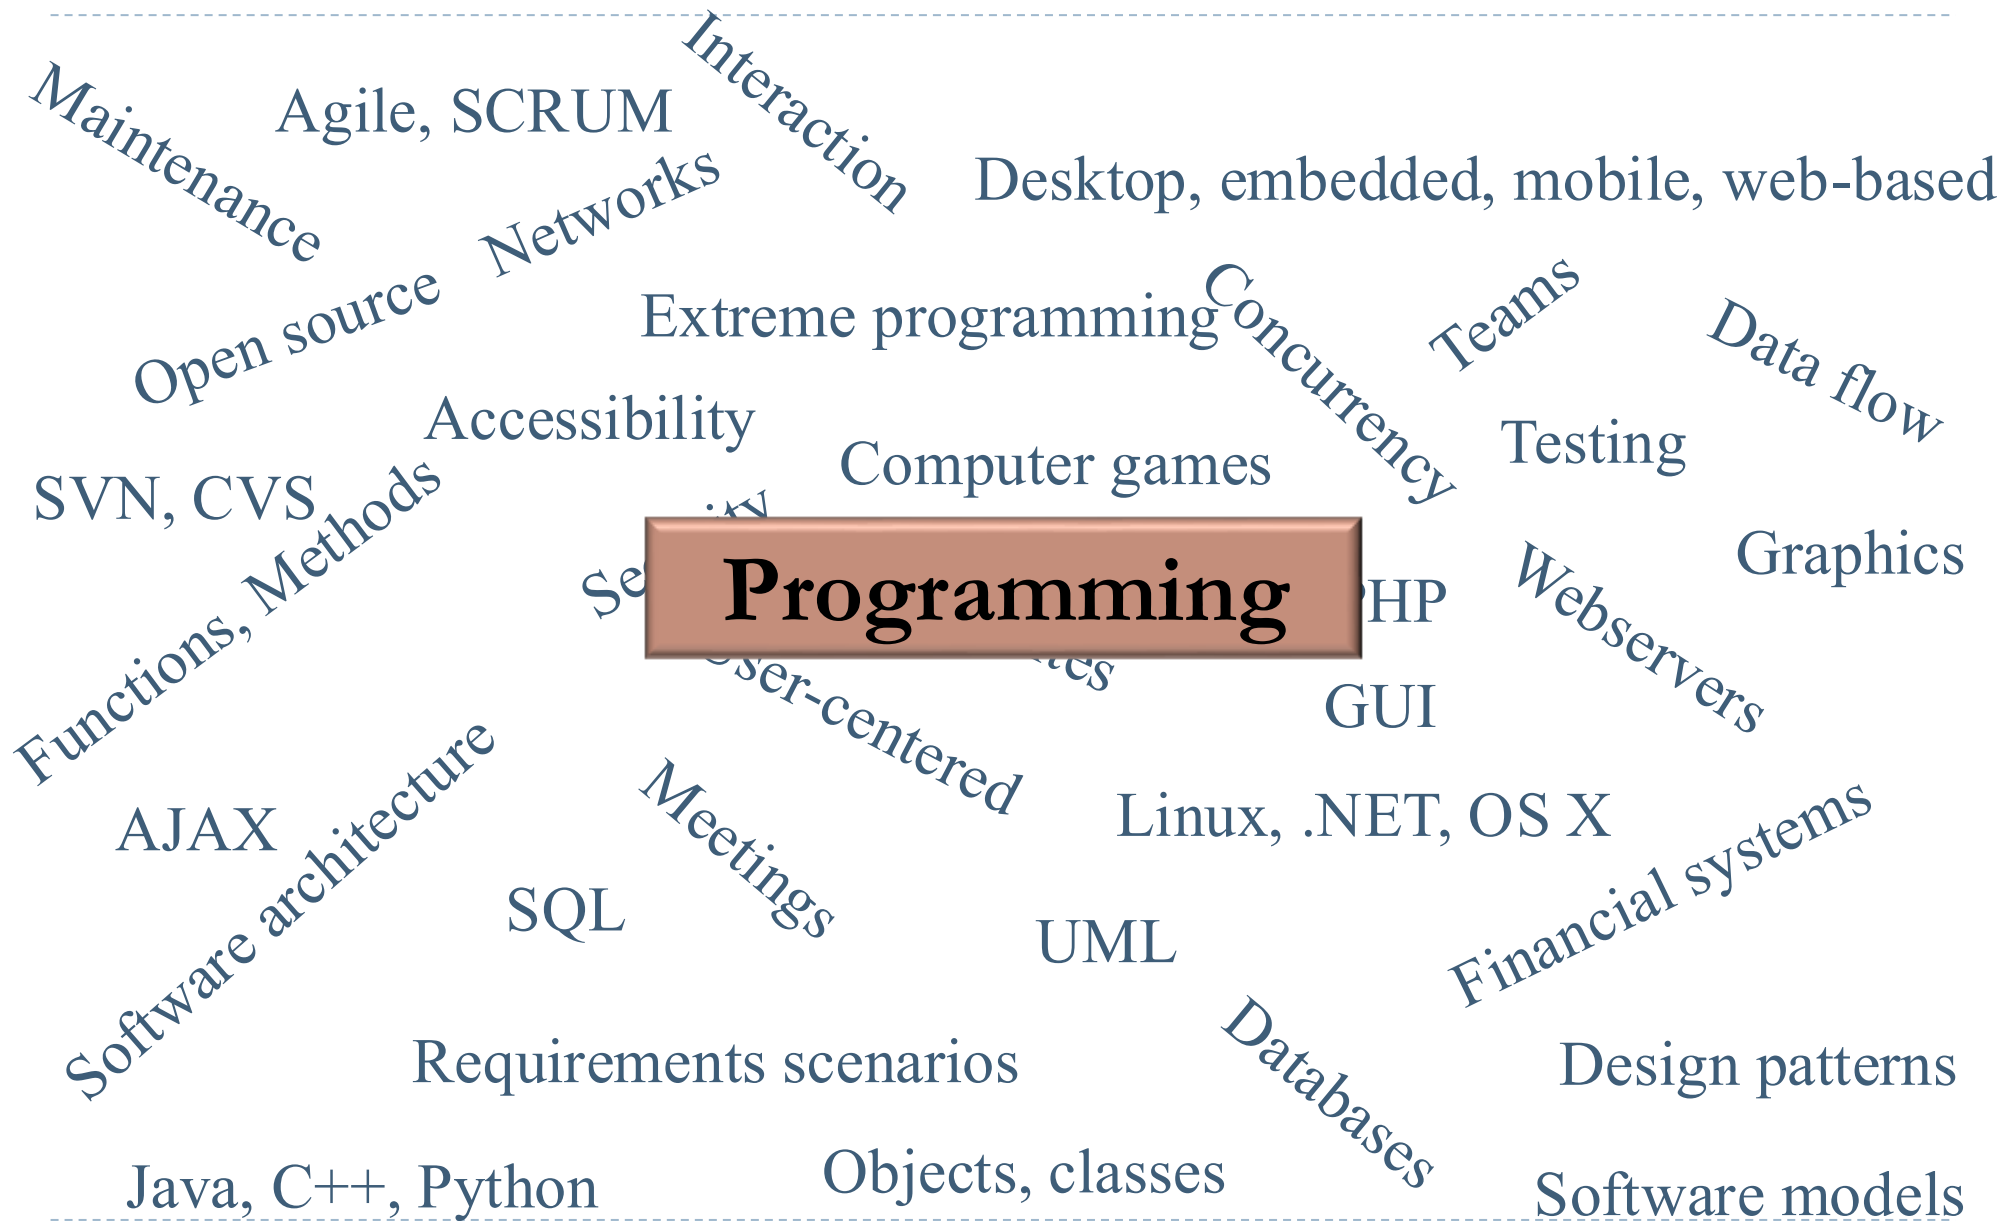 Interaction
Maintenance
Agile, SCRUM
Networks
Desktop, embedded, mobile, web-based
Open source
Extreme programming
Concurrency
Teams
Data flow
Accessibility
Testing
Computer games
SVN, CVS
Functions, Methods
Programming
Graphics
Webservers
User-centered
GUI
Software architecture
Meetings
AJAX
Linux, .NET, OS X
Financial systems
SQL
UML
Databases
Requirements scenarios
Design patterns
Java, C++, Python
Objects, classes
Software models